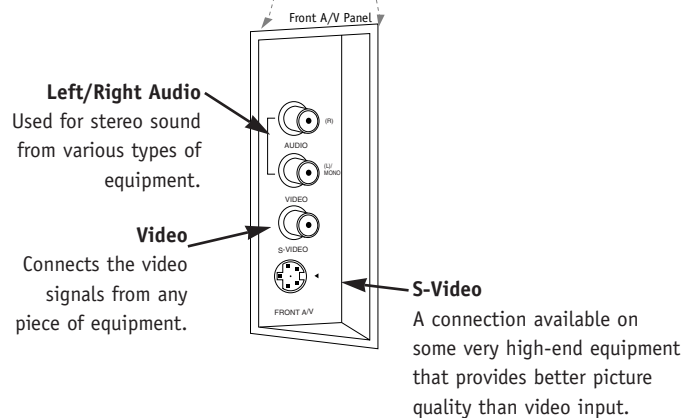 Front A/V Panel
Left/Right Audio
Used for stereo sound
from various types of
equipment.
(R)
AUDIO
(L)/
MONO
VIDEO
Video
Connects the video
signals from any
piece of equipment.
S-VIDEO
FRONT A/V
S-Video
A connection available on
some very high-end equipment
that provides better picture
quality than video input.